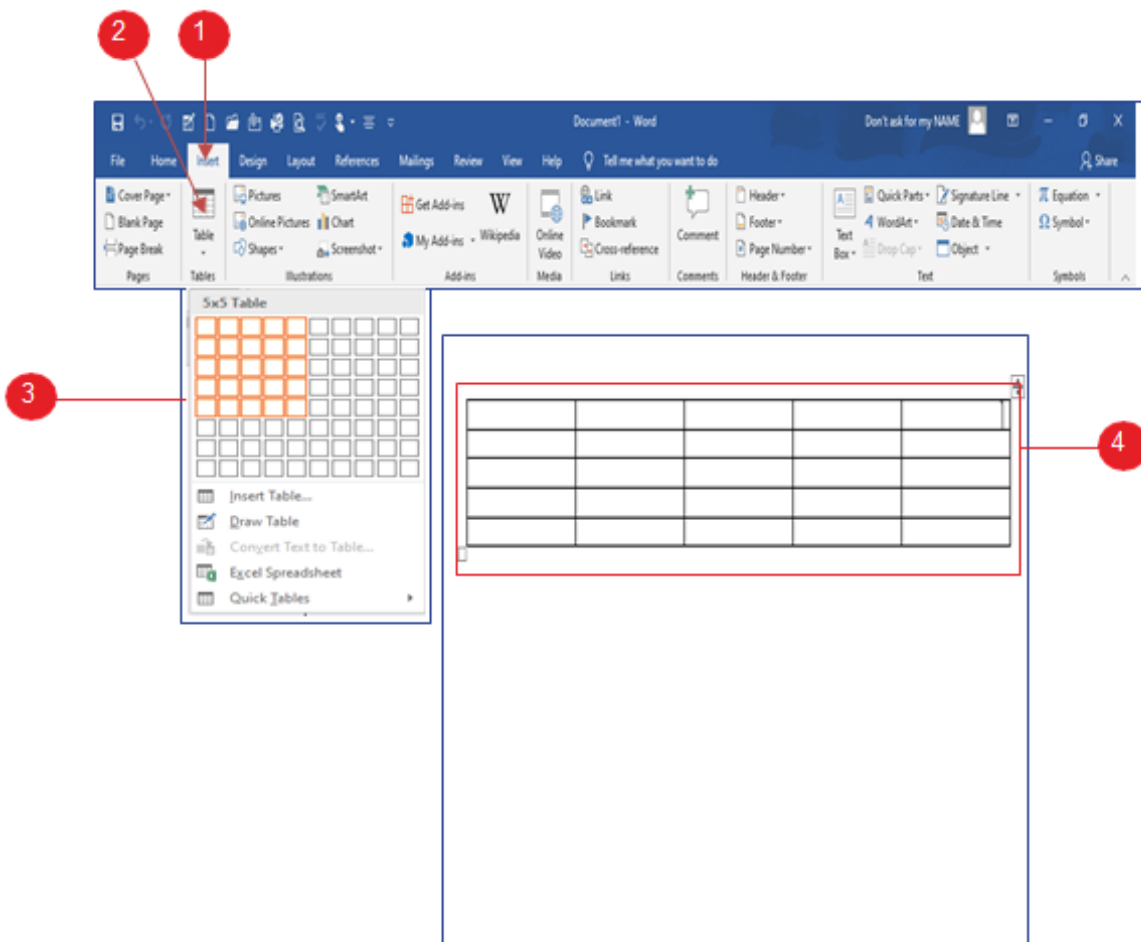 2 1
Document1 - Word Don't ask for my NAME
File Home Insert Design Layout References Mailings Review View Help Tell me what you want to do Share
Cover Page Pictures SmartArt Get Add-ins W Link Header Quick Parts Signature Line Equation
Blank Page Online Pictures Chart Bookmark Footer WordArt Date & Time Symbol
Page Break Shapes Screenshot My Add-ins Cross-reference Page Number Drop Cap Object
Table Wikipedia Online Video Comment Text Box
Pages Tables Illustrations Add-ins Media Links Comments Header & Footer Text Symbols
5x5 Table
3
4
Insert Table...
Draw Table
Convert Text to Table...
Excel Spreadsheet
Quick Tables